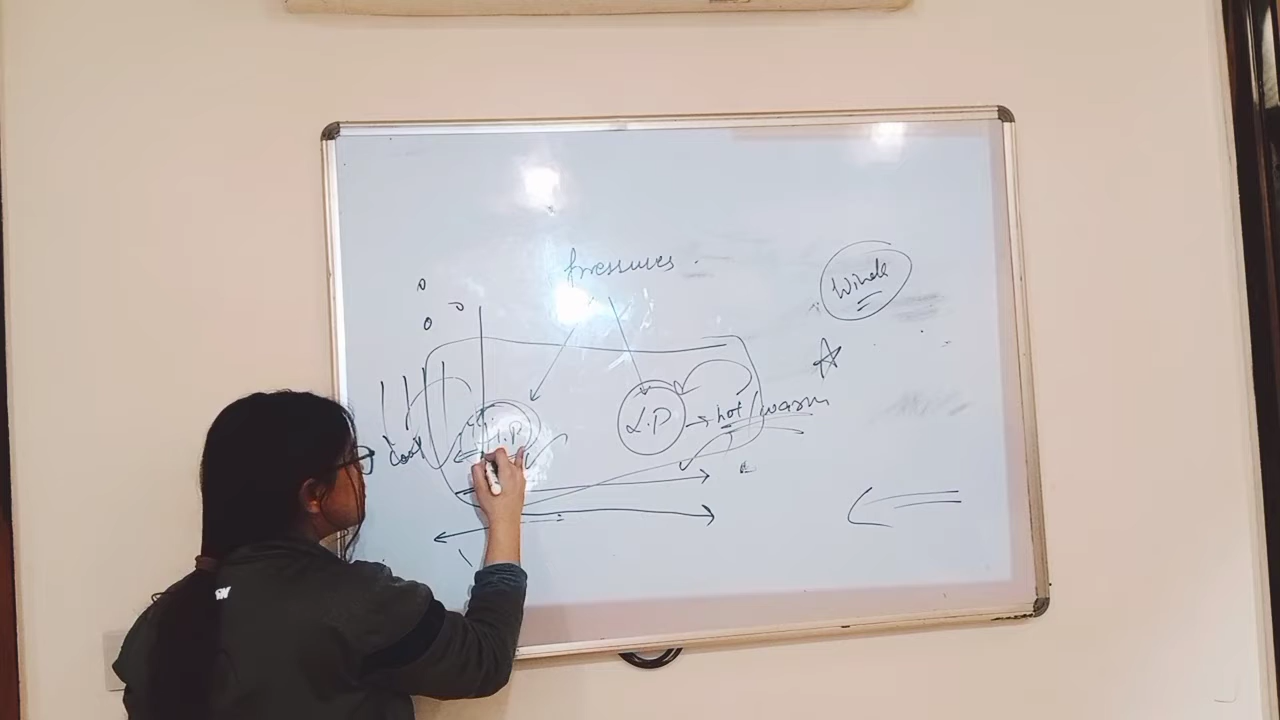 Pressures
Winds
L.P → hot / warm
Cool